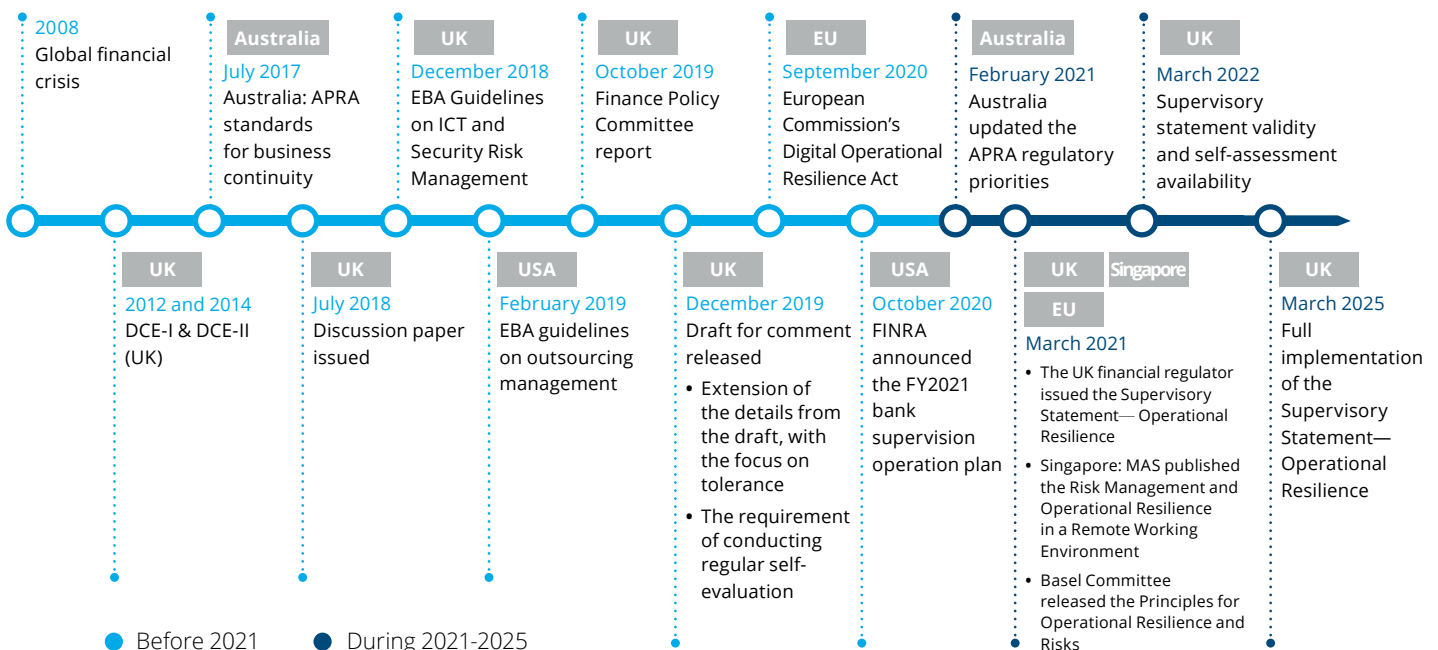 2008
Global financial
crisis
Australia
July 2017
Australia: APRA
standards
for business
continuity
UK
December 2018
EBA Guidelines
on ICT and
Security Risk
Management
UK
October 2019
Finance Policy
Committee
report
EU
September 2020
European
Commission’s
Digital Operational
Resilience Act
Australia
February 2021
Australia
updated the
APRA regulatory
priorities
UK
March 2022
Supervisory
statement validity
and self-assessment
availability
UK
2012 and 2014
DCE-I & DCE-II
(UK)
UK
July 2018
Discussion paper
issued
USA
February 2019
EBA guidelines
on outsourcing
management
UK
December 2019
Draft for comment
released
• Extension of
the details from
the draft, with
the focus on
tolerance
• The requirement
of conducting
regular self-
evaluation
USA
October 2020
FINRA
announced
the FY2021
bank
supervision
operation plan
UK Singapore
EU
March 2021
• The UK financial regulator
issued the Supervisory
Statement— Operational
Resilience
• Singapore: MAS published
the Risk Management and
Operational Resilience
in a Remote Working
Environment
• Basel Committee
released the Principles for
Operational Resilience and
Risks
UK
March 2025
Full
implementation
of the
Supervisory
Statement—
Operational
Resilience
Before 2021 During 2021-2025